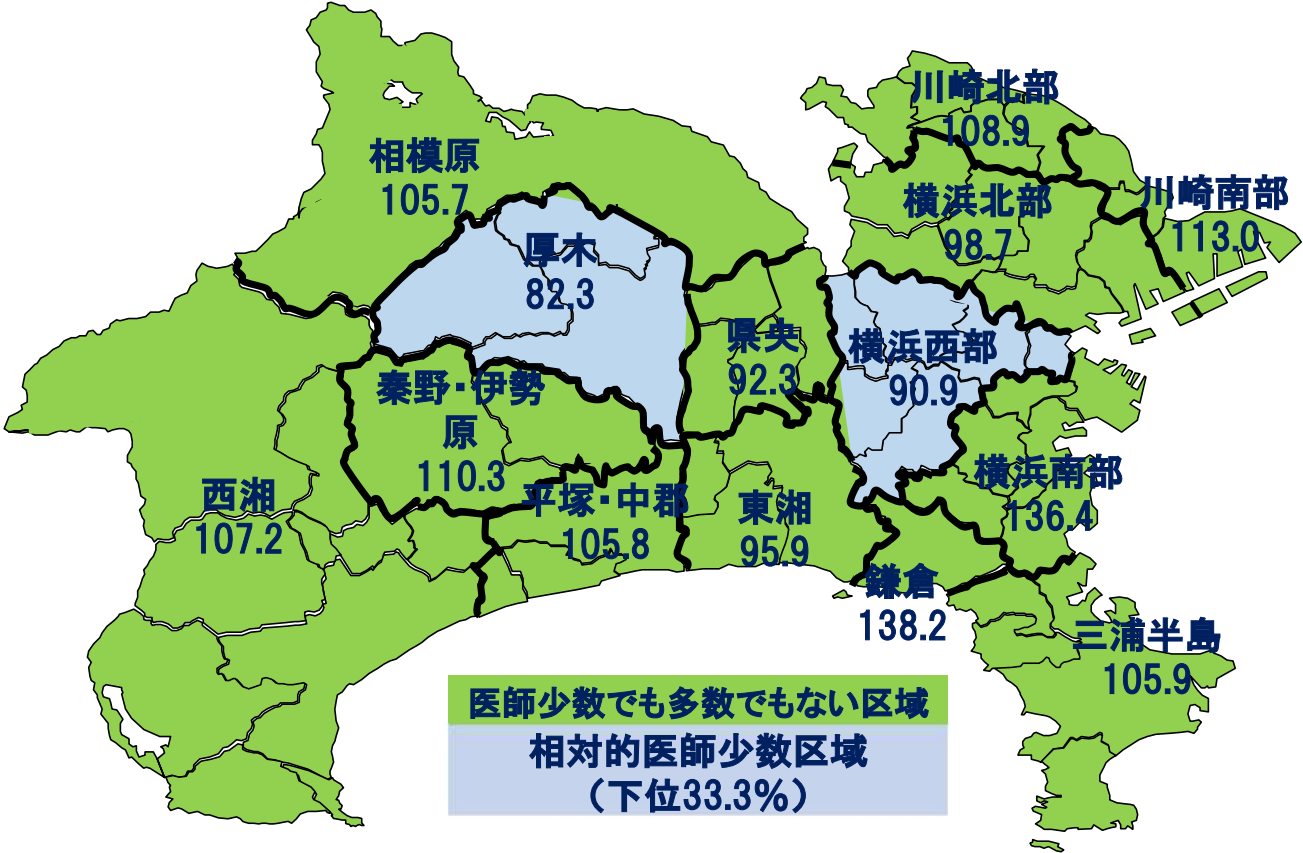 川崎北部
108.9
相模原
105.7
川崎南部
113.0
横浜北部
98.7
厚木
82.3
県央
92.3
横浜西部
90.9
秦野・伊勢
原
110.3
横浜南部
136.4
西湘
107.2
平塚・中郡
105.8
東湘
95.9
鎌倉
138.2
三浦半島
105.9
医師少数でも多数でもない区域
相対的医師少数区域
（下位33.3％）